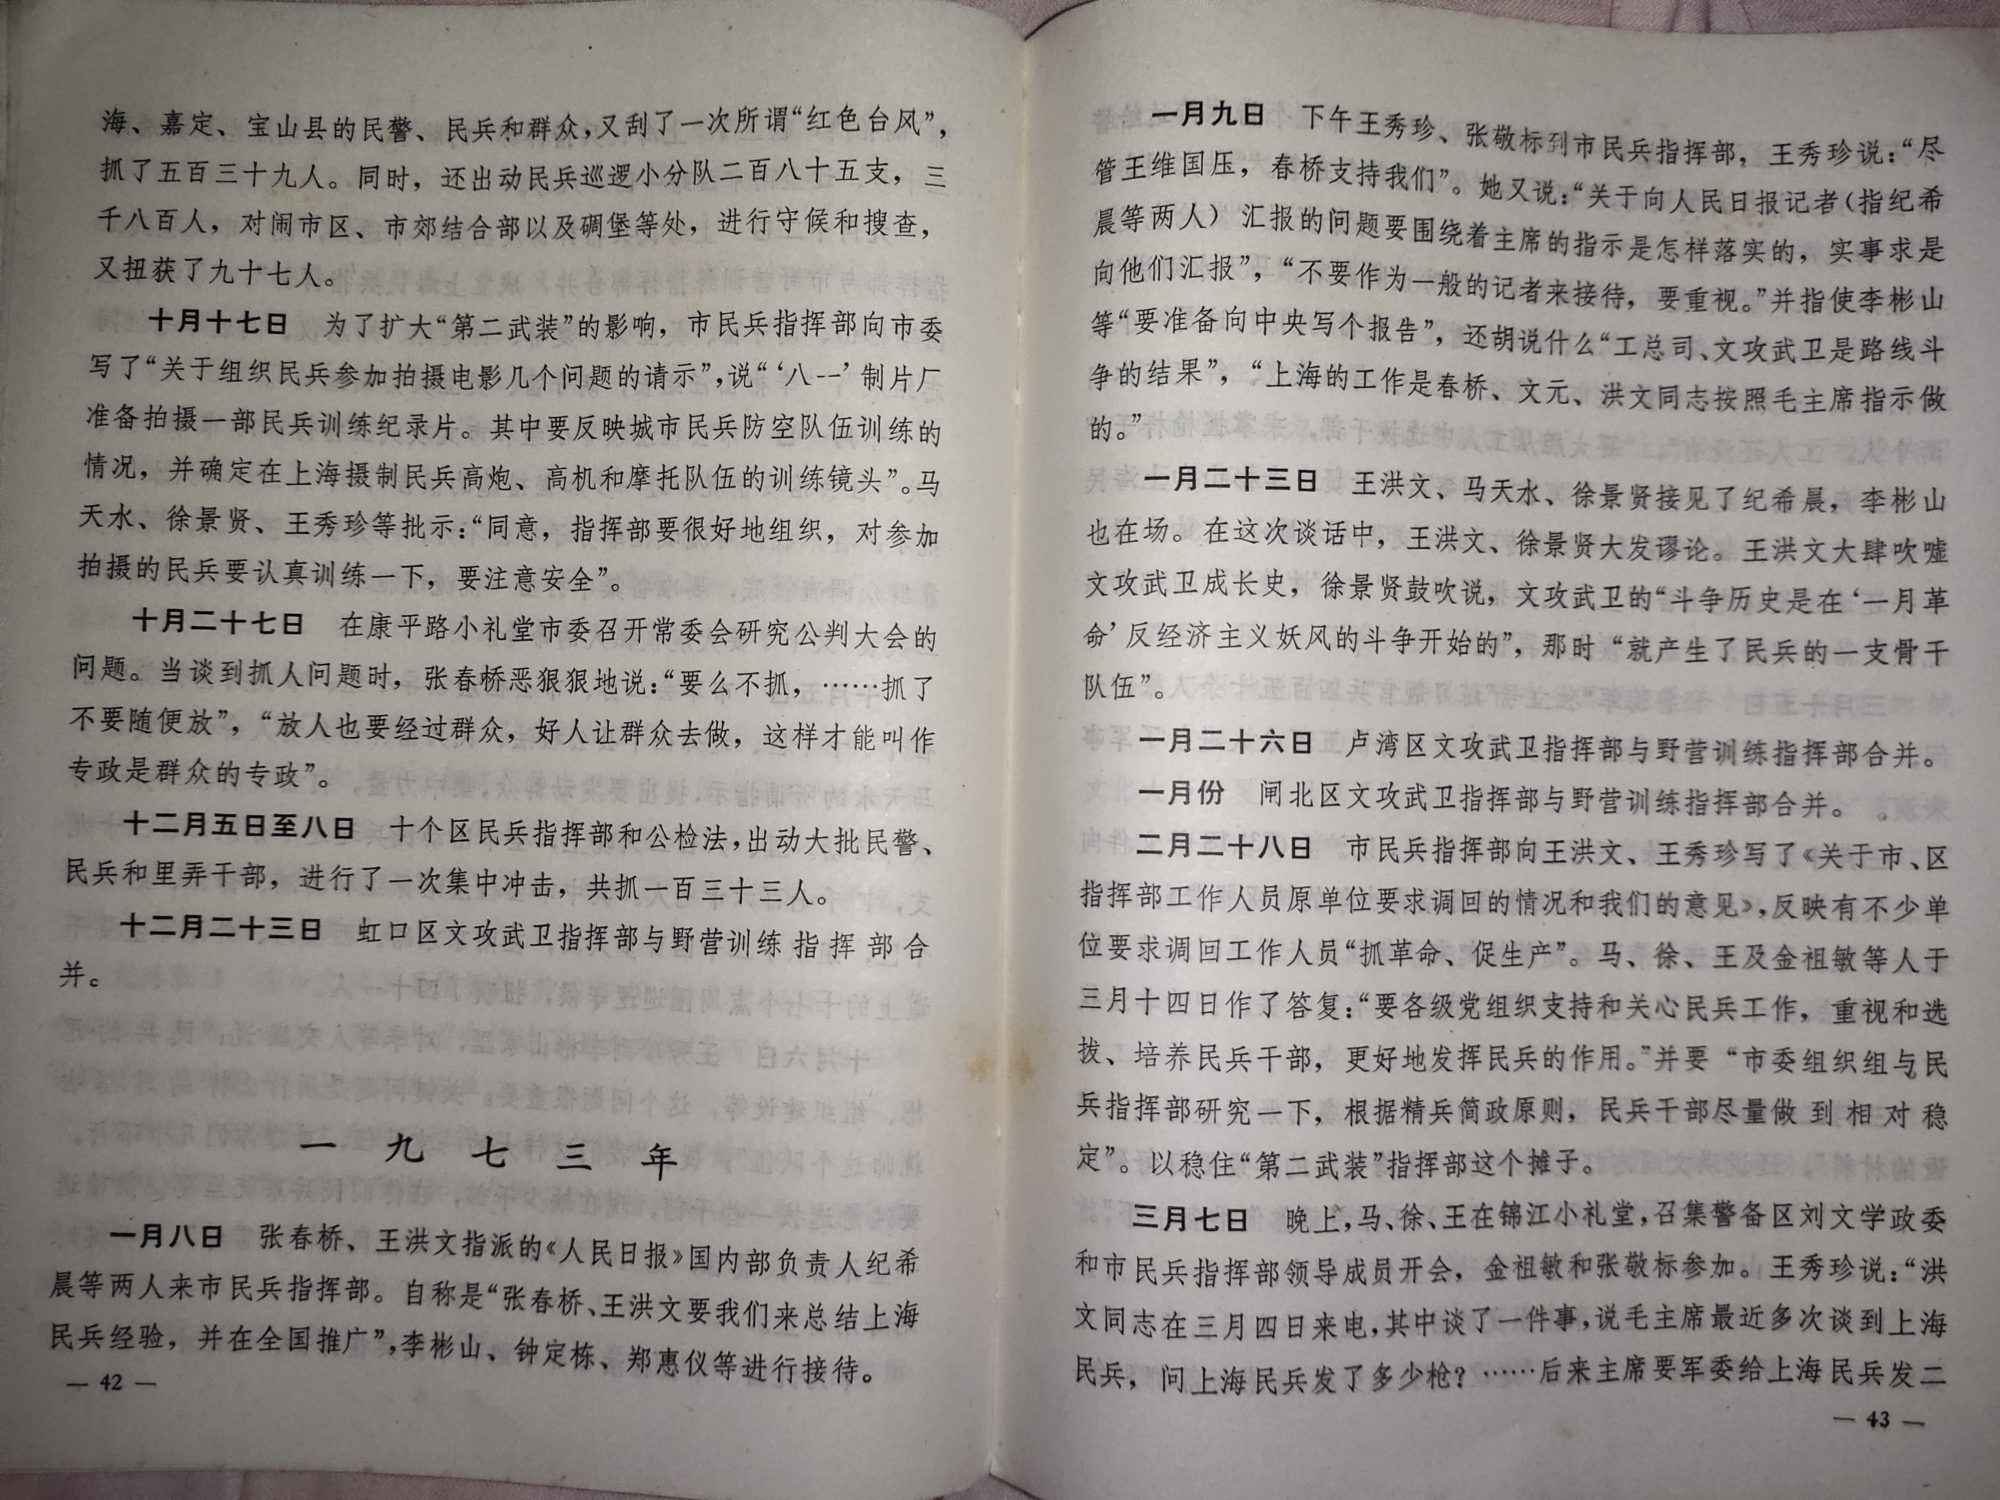 海、嘉定、宝山县的民警、民兵和群众，又刮了一次所谓“红色台风”，
抓了五百三十九人。同时，还出动民兵巡逻小分队二百八十五支，三
千八百人，对闹市区、市郊结合部以及碉堡等处，进行守候和搜查，
又扭获了九十七人。
十月十七日　为了扩大“第二武装”的影响，市民兵指挥部向市委
写了“关于组织民兵参加拍摄电影几个问题的请示”，说“‘八一’制片厂
准备拍摄一部民兵训练纪录片。其中要反映城市民兵防空队伍训练的
情况，并确定在上海摄制民兵高炮、高机和摩托队伍的训练镜头”。马
天水、徐景贤、王秀珍等批示：“同意，指挥部要很好地组织，对参加
拍摄的民兵要认真训练一下，要注意安全”。
十月二十七日　在康平路小礼堂市委召开常委会研究公判大会的
问题。当谈到抓人问题时，张春桥恶狠狠地说：“要么不抓，……抓了
不要随便放”，“放人也要经过群众，好人让群众去做，这样才能叫作
专政是群众的专政”。
十二月五日至八日　十个区民兵指挥部和公检法，出动大批民警、
民兵和里弄干部，进行了一次集中冲击，共抓一百三十三人。
十二月二十三日　虹口区文攻武卫指挥部与野营训练指挥部合
并。
一九七三年
一月八日　张春桥、王洪文指派的《人民日报》国内部负责人纪希
晨等两人来市民兵指挥部。自称是“张春桥、王洪文要我们来总结上海
民兵经验，并在全国推广”，李彬山、钟定栋、郑惠仪等进行接待。
— 42 —
一月九日　下午王秀珍、张敬标到市民兵指挥部，王秀珍说：“尽
管王维国压，春桥支持我们”。她又说：“关于向人民日报记者（指纪希
晨等两人）汇报的问题要围绕着主席的指示是怎样落实的，实事求是
向他们汇报”，“不要作为一般的记者来接待，要重视。”并指使李彬山
等“要准备向中央写个报告”，还胡说什么“工总司、文攻武卫是路线斗
争的结果”，“上海的工作是春桥、文元、洪文同志按照毛主席指示做
的。”
一月二十三日　王洪文、马天水、徐景贤接见了纪希晨，李彬山
也在场。在这次谈话中，王洪文、徐景贤大发谬论。王洪文大肆吹嘘
文攻武卫成长史，徐景贤鼓吹说，文攻武卫的“斗争历史是在‘一月革
命’反经济主义妖风的斗争开始的”，那时“就产生了民兵的一支骨干
队伍”。
一月二十六日　卢湾区文攻武卫指挥部与野营训练指挥部合并。
一月份　闸北区文攻武卫指挥部与野营训练指挥部合并。
二月二十八日　市民兵指挥部向王洪文、王秀珍写了《关于市、区
指挥部工作人员原单位要求调回的情况和我们的意见》，反映有不少单
位要求调回工作人员“抓革命、促生产”。马、徐、王及金祖敏等人于
三月十四日作了答复：“要各级党组织支持和关心民兵工作，重视和选
拔、培养民兵干部，更好地发挥民兵的作用。”并要“市委组织组与民
兵指挥部研究一下，根据精兵简政原则，民兵干部尽量做到相对稳
定”。以稳住“第二武装”指挥部这个摊子。
三月七日　晚上，马、徐、王在锦江小礼堂，召集警备区刘文学政委
和市民兵指挥部领导成员开会，金祖敏和张敬标参加。王秀珍说：“洪
文同志在三月四日来电，其中谈了一件事，说毛主席最近多次谈到上海
民兵，问上海民兵发了多少枪？……后来主席要军委给上海民兵发二
— 43 —